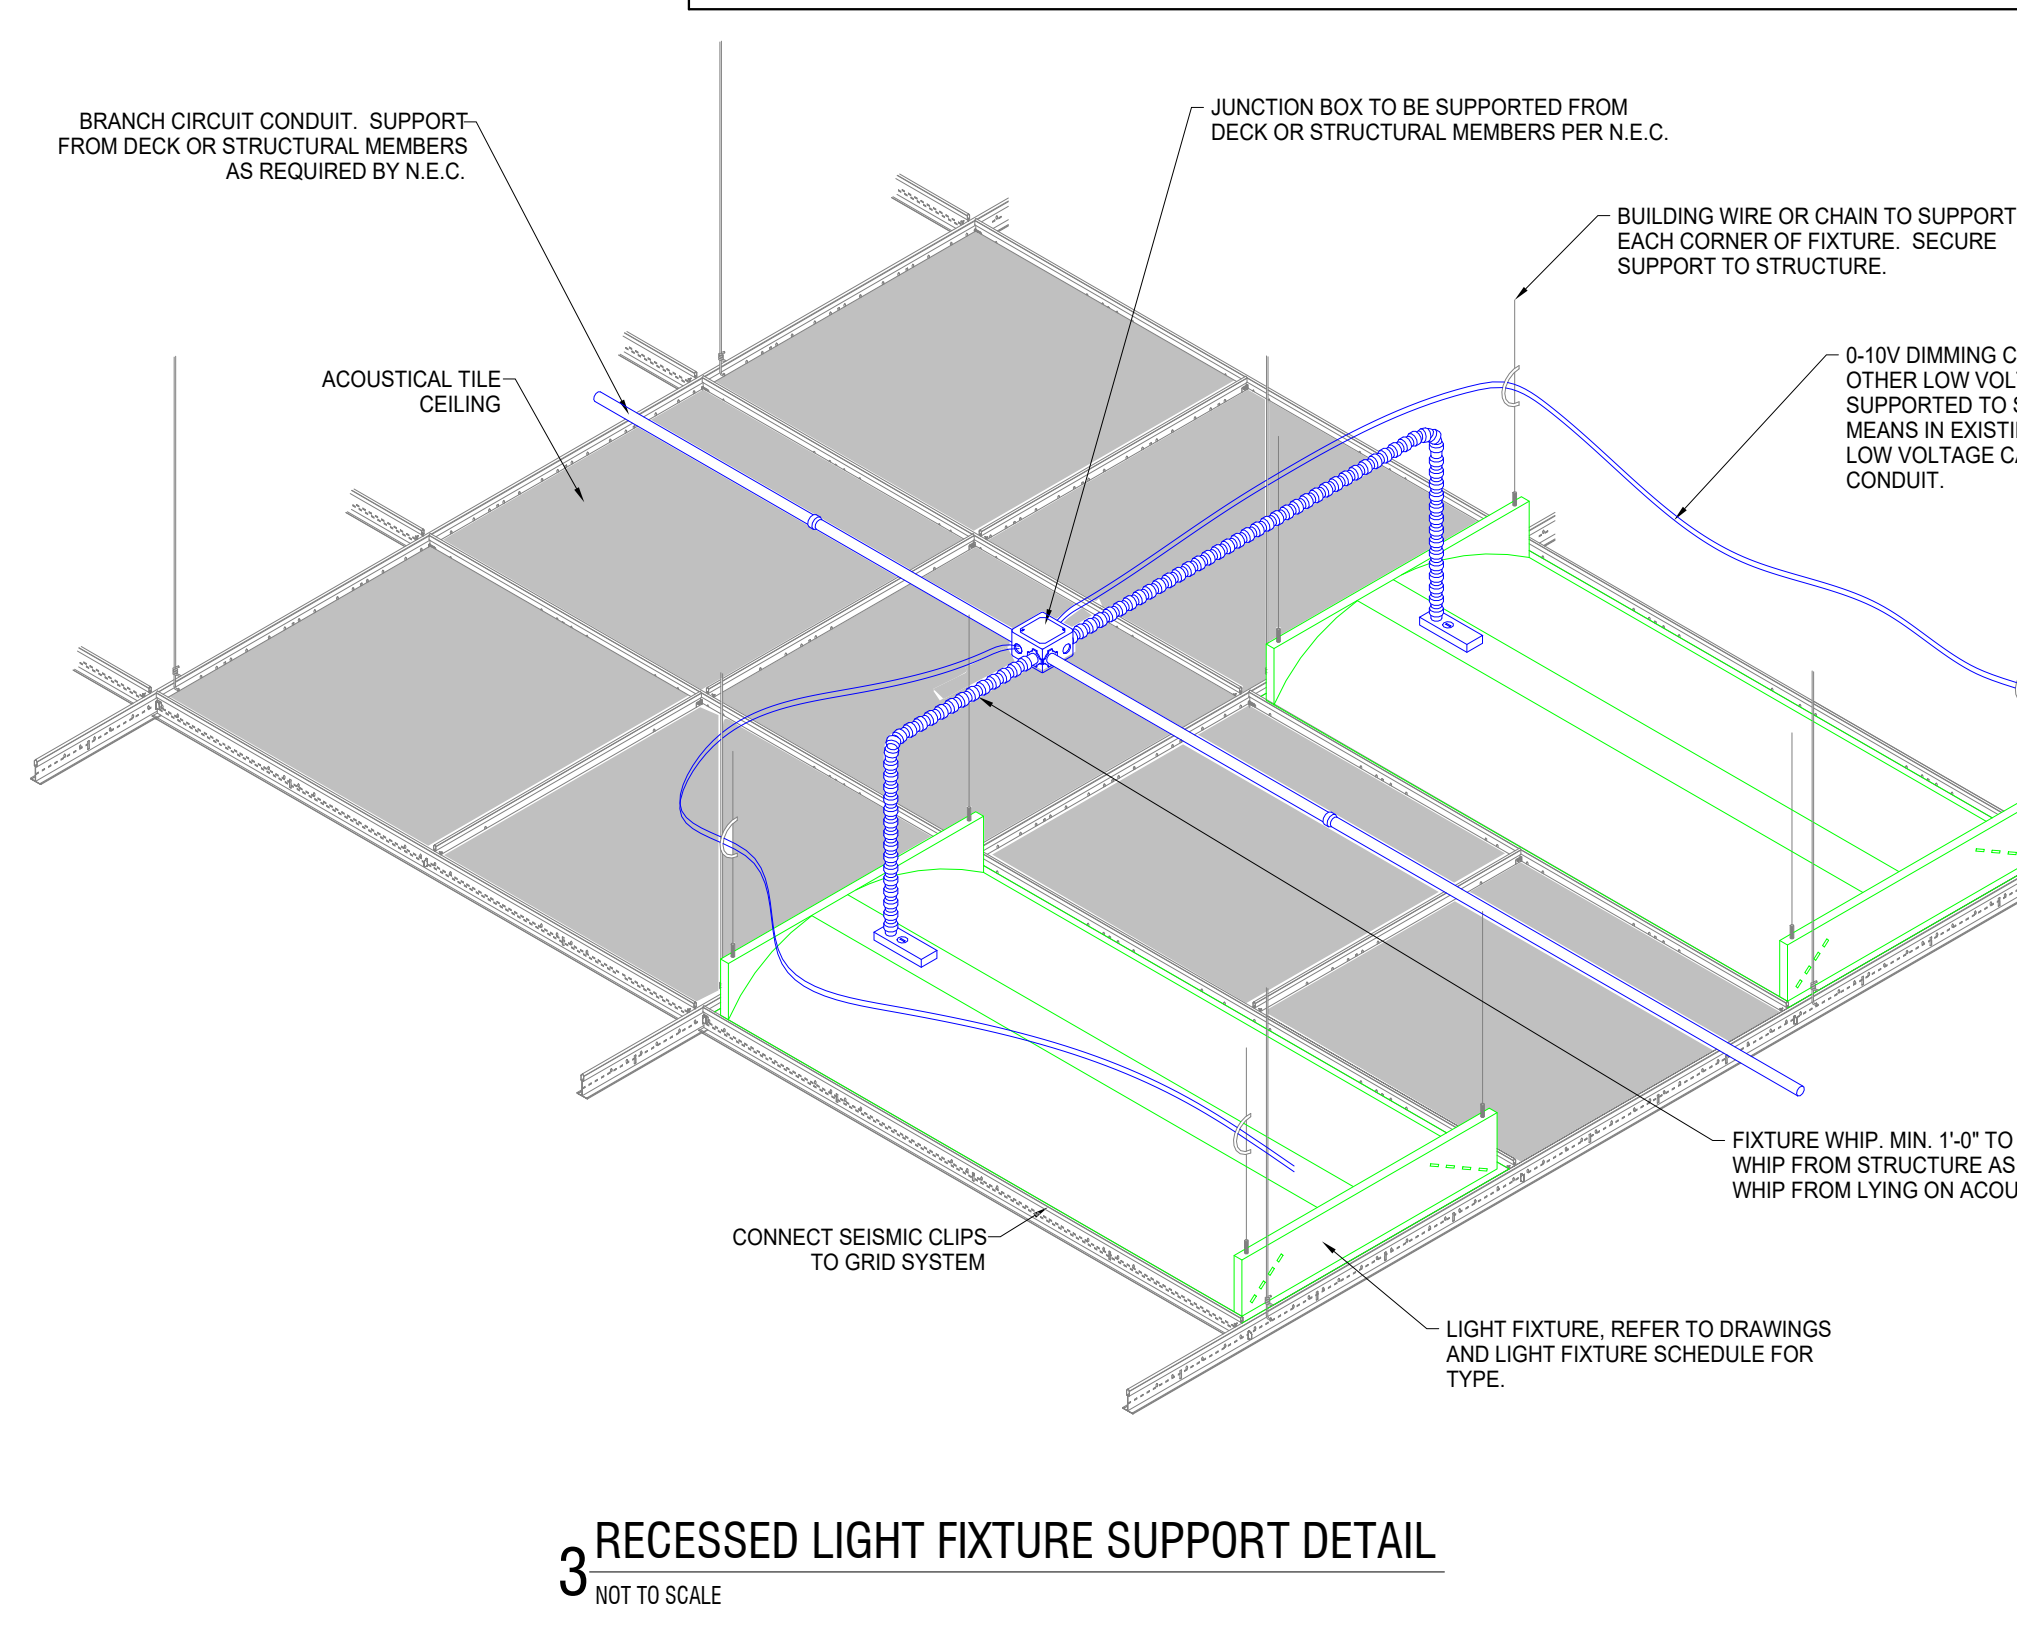 BRANCH CIRCUIT CONDUIT. SUPPORT
FROM DECK OR STRUCTURAL MEMBERS
AS REQUIRED BY N.E.C.
JUNCTION BOX TO BE SUPPORTED FROM
DECK OR STRUCTURAL MEMBERS PER N.E.C.
BUILDING WIRE OR CHAIN TO SUPPORT
EACH CORNER OF FIXTURE. SECURE
SUPPORT TO STRUCTURE.
ACOUSTICAL TILE
CEILING
0-10V DIMMING
OTHER LOW
SUPPORTED TO
MEANS IN
LOW VOLTAGE
CONDUIT.
FIXTURE WHIP. MIN. 1'-0" TO
WHIP FROM STRUCTURE AS
WHIP FROM LYING ON
CONNECT SEISMIC CLIPS
TO GRID SYSTEM
LIGHT FIXTURE, REFER TO DRAWINGS
AND LIGHT FIXTURE SCHEDULE FOR
TYPE.
3 RECESSED LIGHT FIXTURE SUPPORT DETAIL
NOT TO SCALE